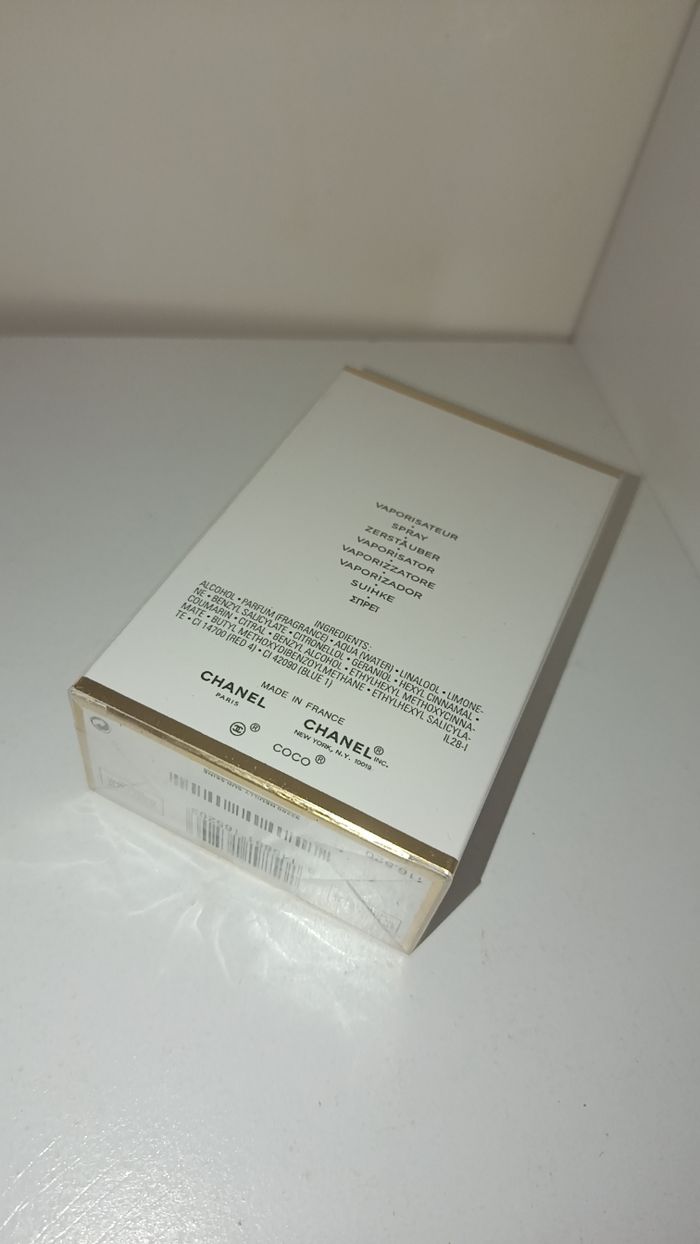 VAPORISATEUR
•
SPRAY
•
ZERSTÄUBER
•
VAPORISATOR
•
VAPORIZZATORE
•
VAPORIZADOR
•
SUIHKE
•
ΣΠΡΕΪ
INGREDIENTS:
ALCOHOL • PARFUM (FRAGRANCE) • AQUA (WATER) • LINALOOL • LIMONE-
NE • BENZYL SALICYLATE • CITRONELLOL • GERANIOL • HEXYL CINNAMAL •
COUMARIN • CITRAL • BENZYL ALCOHOL • ETHYLHEXYL METHOXYCINNA-
MATE • BUTYL METHOXYDIBENZOYLMETHANE • ETHYLHEXYL SALICYLA-
TE • CI 14700 (RED 4) • CI 42090 (BLUE 1)
IL28-I
MADE IN FRANCE
CHANEL
PARIS
CHANEL® INC.
NEW YORK, N.Y. 10019
®
COCO ®